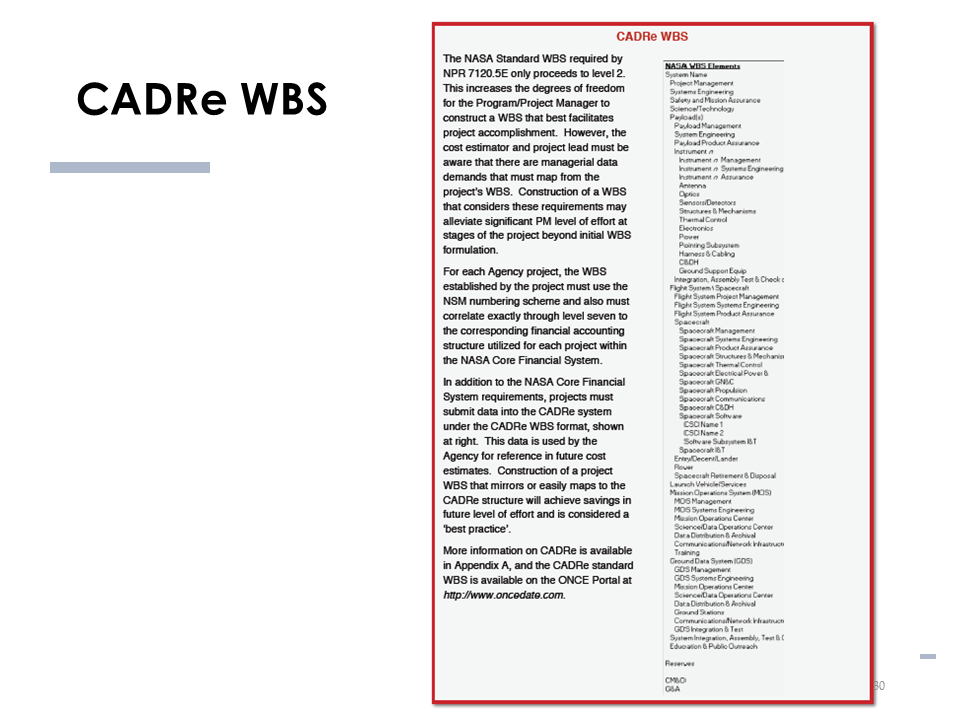 CADRe WBS
CADRe WBS
The NASA Standard WBS required by
NPR 7120.5E only proceeds to level 2.
This increases the degrees of freedom
for the Program/Project Manager to
construct a WBS that best facilitates
project accomplishment. However, the
cost estimator and project lead must be
aware that there are managerial data
demands that must map from the
project's WBS. Construction of a WBS
that considers these requirements may
alleviate significant PM level of effort at
stages of the project beyond initial WBS
formulation.
For each Agency project, the WBS
established by the project must use the
NSM numbering scheme and also must
correlate exactly through level seven to
the corresponding financial accounting
structure utilized for each project within
the NASA Core Financial System.
In addition to the NASA Core Financial
System requirements, projects must
submit data into the CADRe system
under the CADRe WBS format, shown
at right. This data is used by the
Agency for reference in future cost
estimates. Construction of a project
WBS that mirrors or easily maps to the
CADRe structure will achieve savings in
future level of effort and is considered a
'best practice'.
More information on CADRe is available
in Appendix A, and the CADRe standard
WBS is available on the ONCE Portal at
http://www.oncedate.com.
NASA WBS Elements
System Name
Project Management
Systems Engineering
Safety and Mission Assurance
Science/Technology
Payload(s)
Payload Management
System Engineering
Payload Product Assurance
Instrument n
Instrument n Management
Instrument n Systems Engineering
Instrument n Assurance
Antenna
Optics
Sensors/Detectors
Structures & Mechanisms
Thermal Control
Electronics
Power
Pointing Subsystem
Harness & Cabling
C&DH
Ground Support Equip
Integration, Assembly Test & Check o
Flight System \ Spacecraft
Flight System Project Management
Flight System Systems Engineering
Flight System Product Assurance
Spacecraft
Spacecraft Management
Spacecraft Systems Engineering
Spacecraft Product Assurance
Spacecraft Structures & Mechanism
Spacecraft Thermal Control
Spacecraft Electrical Power &
Spacecraft GN&C
Spacecraft Propulsion
Spacecraft Communications
Spacecraft C&DH
Spacecraft Software
CSCI Name 1
CSCI Name 2
Software Subsystem I&T
Spacecraft I&T
Entry/Decent/Lander
Rover
Spacecraft Retirement & Disposal
Launch Vehicle/Services
Mission Operations System (MOS)
MOS Management
MOS Systems Engineering
Mission Operations Center
Science/Data Operations Center
Data Distribution & Archival
Communications/Network Infrastructu
Training
Ground Data System (GDS)
GDS Management
GDS Systems Engineering
Mission Operations Center
Science/Data Operations Center
Data Distribution & Archival
Ground Stations
Communications/Network Infrastructu
GDS Integration & Test
System Integration, Assembly, Test & C
Education & Public Outreach
Reserves
CM&O
G&A